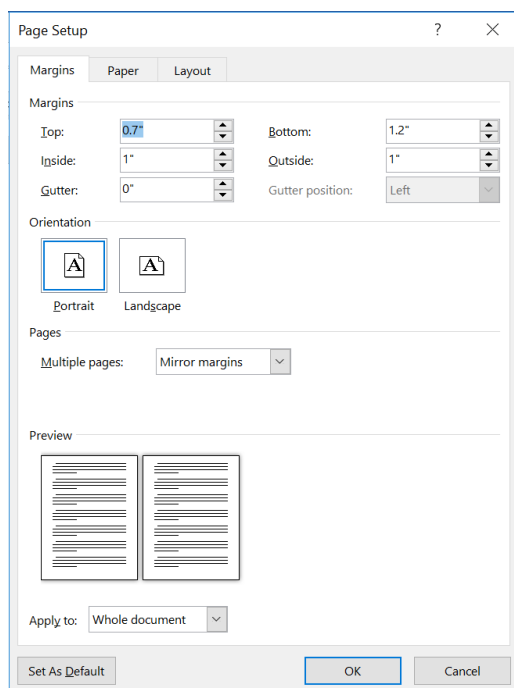 Page Setup ?
Margins Paper Layout
Margins
Top: 0.7" Bottom: 1.2"
Inside: 1" Outside: 1"
Gutter: 0" Gutter position: Left
Orientation
A A
Portrait Landscape
Pages
Multiple pages: Mirror margins
Preview
Apply to: Whole document
Set As Default OK Cancel